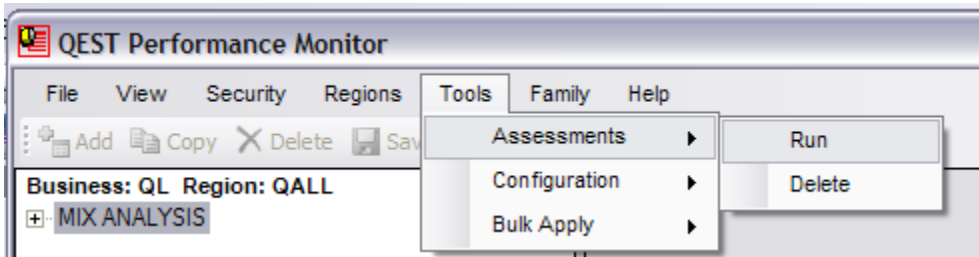 QEST Performance Monitor
File View Security Regions Tools Family Help
Add Copy Delete Sav
Assessments
Run
Business: QL Region: QALL
Configuration
Delete
MIX ANALYSIS
Bulk Apply